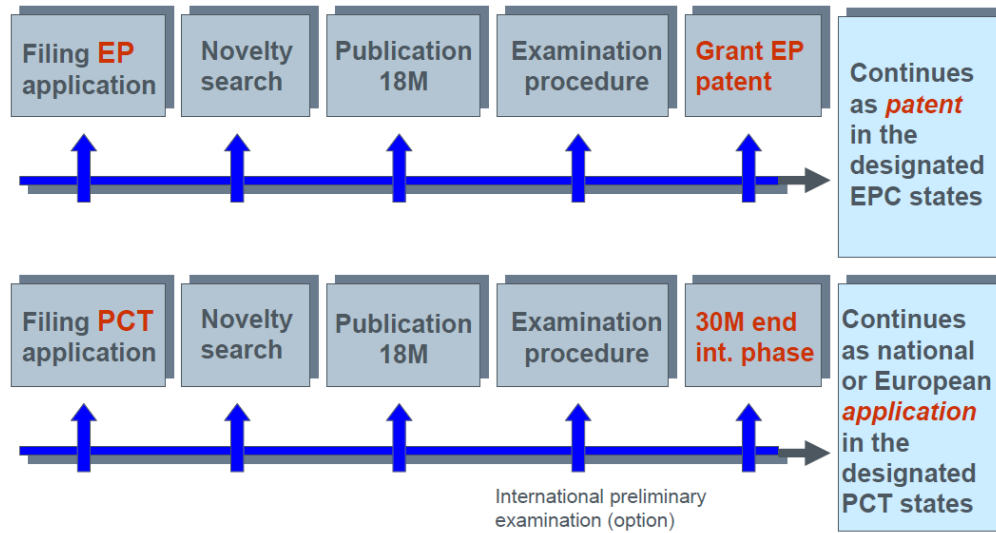 Filing EP
application
Novelty
search
Publication
18M
Examination
procedure
Grant EP
patent
Continues
as patent
in the
designated
EPC states
Filing PCT
application
Novelty
search
Publication
18M
Examination
procedure
30M end
int. phase
Continues
as national
or European
application
in the
designated
PCT states
International preliminary
examination (option)